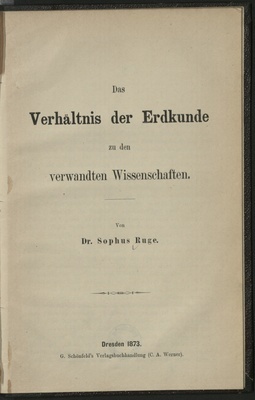 Das
Verhältnis der Erdkunde
zu den
verwandten Wissenschaften.
Von
Dr. Sophus Ruge.
Dresden 1873.
G. Schönfeld's Verlagsbuchhandlung (C. A. Werner).